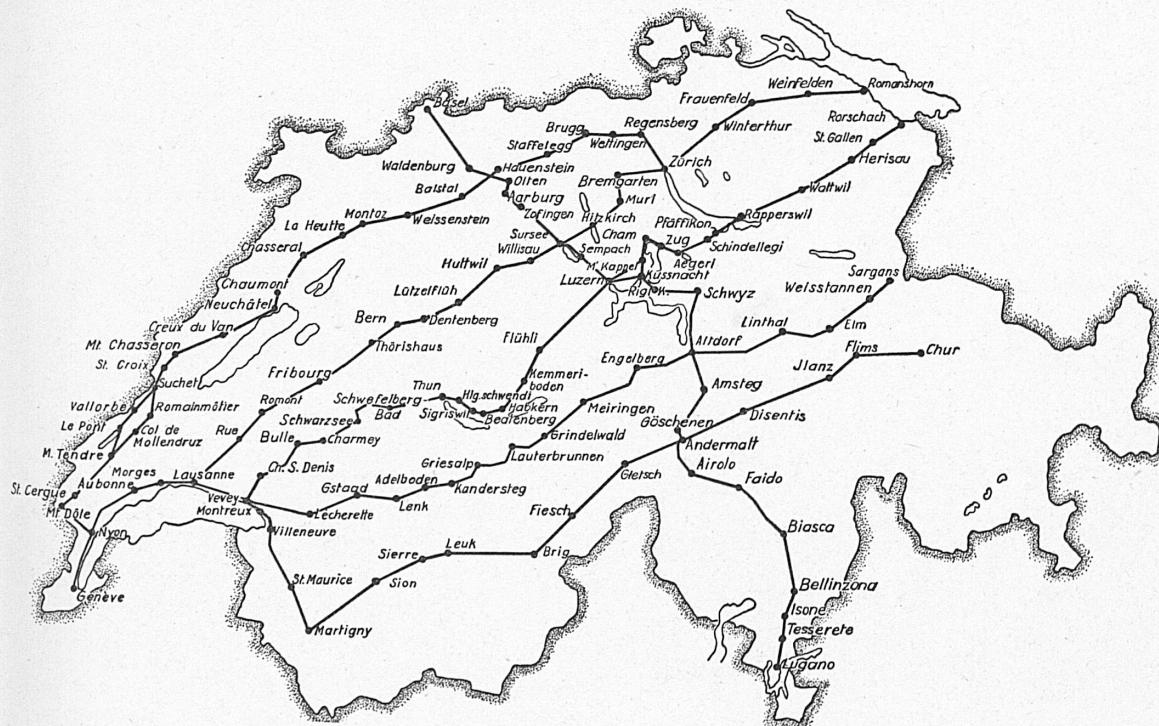 Basel
Weinfelden
Romanshorn
Frauenfeld
Rorschach
Regensberg
Brugg
Winterthur
St. Gallen
Staffelegg
Wettingen
Herisau
Waldenburg
Hauenstein
Zürich
Olten
Bremgarten
Wattwil
Balstal
Aarburg
Murl
Zofingen
Hitzkirch
Rapperswil
La Heutte
Montoz
Weissenstein
Pfäffikon
Sursee
Cham
Zug
Schindellegi
Chasseral
Willisau
Sempach
Aegerl
Huttwil
M. Kappel
Sargans
Chaumont
Luzern
Küssnacht
Weisstannen
Neuchâtel
Lützelflüh
Rigi K.
Schwyz
Creux du Van
Bern
Dentenberg
Linthal
Elm
Flühli
Altdorf
Mt. Chasseron
Thörishaus
Engelberg
Flims
Chur
St. Croix
Jlanz
Suchet
Fribourg
Kemmeri-
boden
Amsteg
Thun
Hlg.schwendi
Vallorbe
Romainmôtier
Romont
Schwefelberg
Bad
Habkern
Meiringen
Disentis
Le Pont
Col de
Mollendruz
Rue
Schwarzsee
Sigriswil
Beatenberg
Göschenen
Bulle
Charmey
Grindelwald
Andermatt
M. Tendre
Lauterbrunnen
Morges
Lausanne
Ch. S. Denis
Griesalp
Gletsch
Airolo
St. Cergue
Aubonne
Gstaad
Adelboden
Kandersteg
Faido
Vevey
Mt. Dôle
Montreux
Lecherette
Lenk
Fiesch
Nyon
Villeneuve
Biasca
Leuk
Sierre
Brig
St. Maurice
Sion
Genève
Bellinzona
Isone
Martigny
Tesserete
Lugano